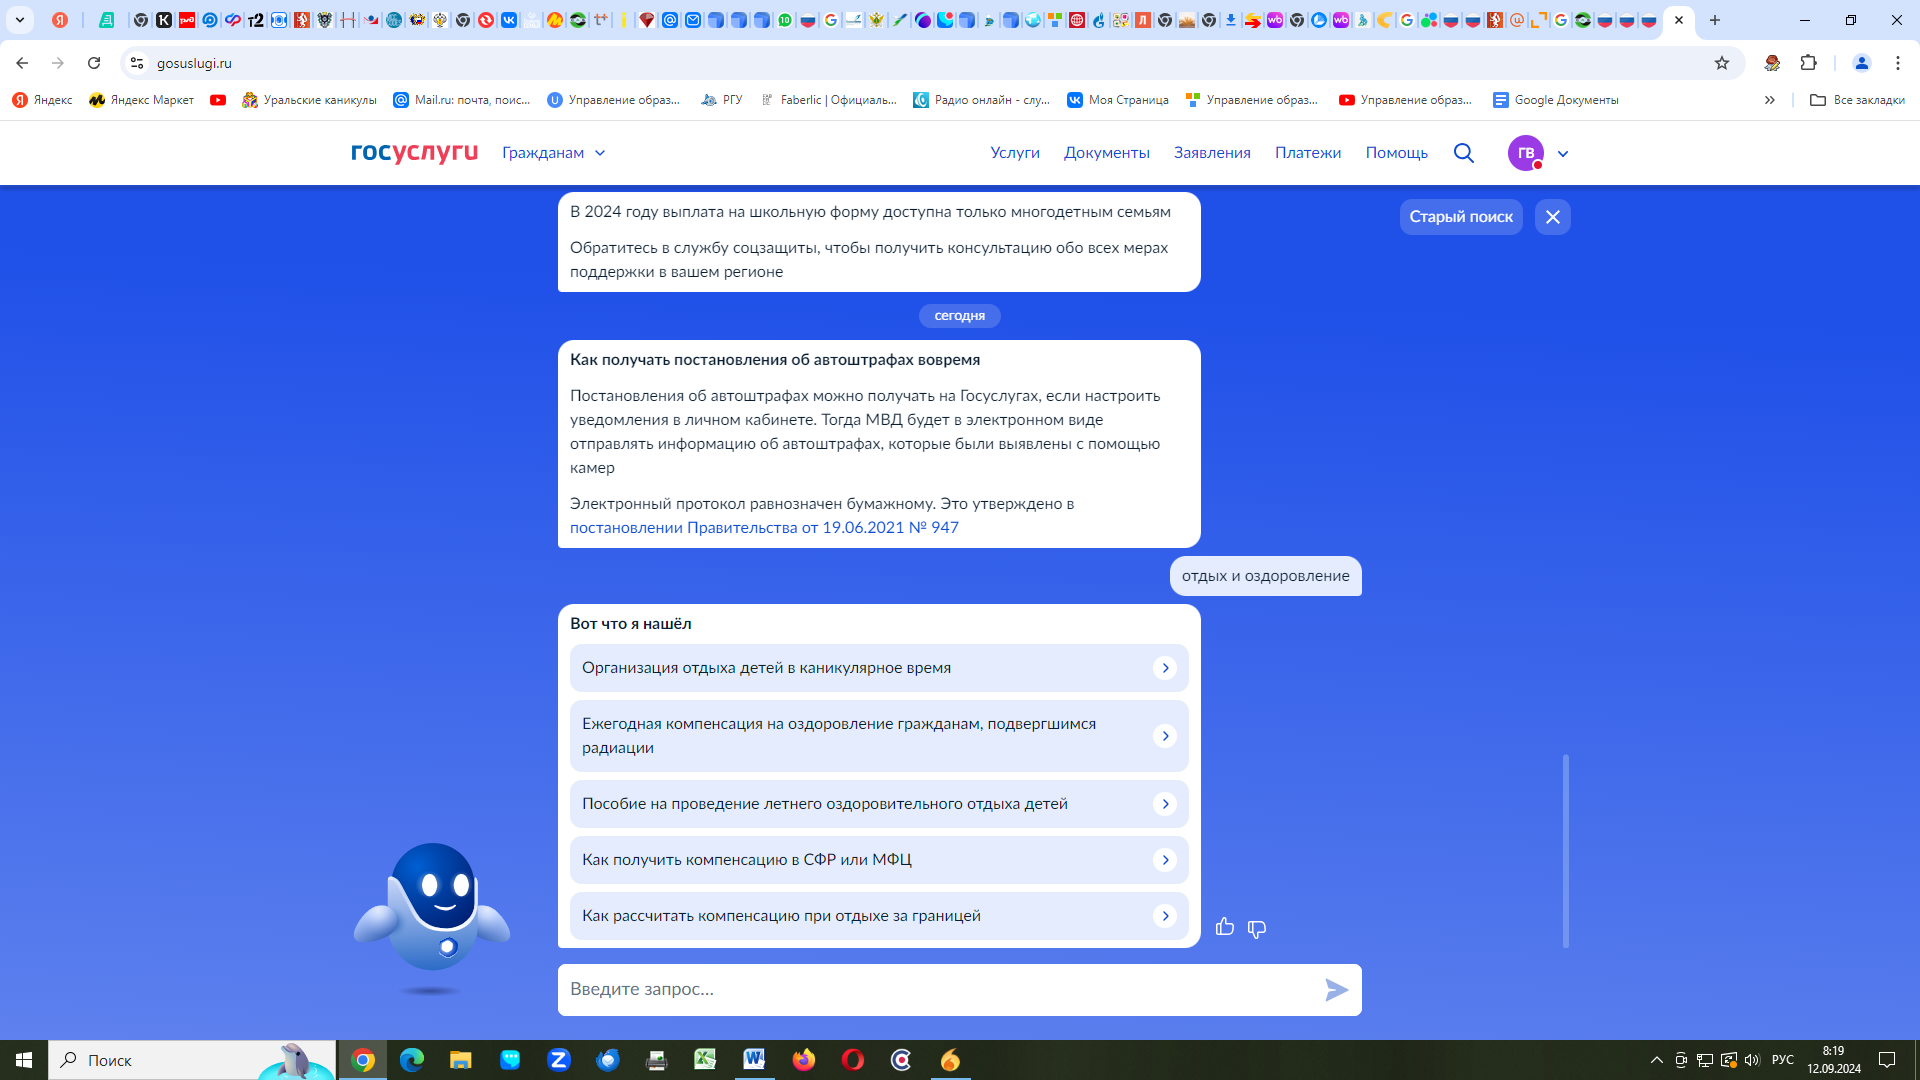 gosuslugi.ru
Яндекс
Яндекс Маркет
Уральские каникулы
Mail.ru: почта, поис...
Управление образ...
РГУ
Faberlic | Официаль...
Радио онлайн - слу...
Моя Страница
Управление образ...
Управление образ...
Google Документы
Все закладки
госуслуги
Гражданам
Услуги
Документы
Заявления
Платежи
Помощь
ГВ
В 2024 году выплата на школьную форму доступна только многодетным семьям
Обратитесь в службу соцзащиты, чтобы получить консультацию обо всех мерах
поддержки в вашем регионе
Старый поиск
сегодня
Как получать постановления об автоштрафах вовремя
Постановления об автоштрафах можно получать на Госуслугах, если настроить
уведомления в личном кабинете. Тогда МВД будет в электронном виде
отправлять информацию об автоштрафах, которые были выявлены с помощью
камер
Электронный протокол равнозначен бумажному. Это утверждено в
постановлении Правительства от 19.06.2021 № 947
отдых и оздоровление
Вот что я нашёл
Организация отдыха детей в каникулярное время
Ежегодная компенсация на оздоровление гражданам, подвергшимся
радиации
Пособие на проведение летнего оздоровительного отдыха детей
Как получить компенсацию в СФР или МФЦ
Как рассчитать компенсацию при отдыхе за границей
Введите запрос...
Поиск
РУС
8:19
12.09.2024